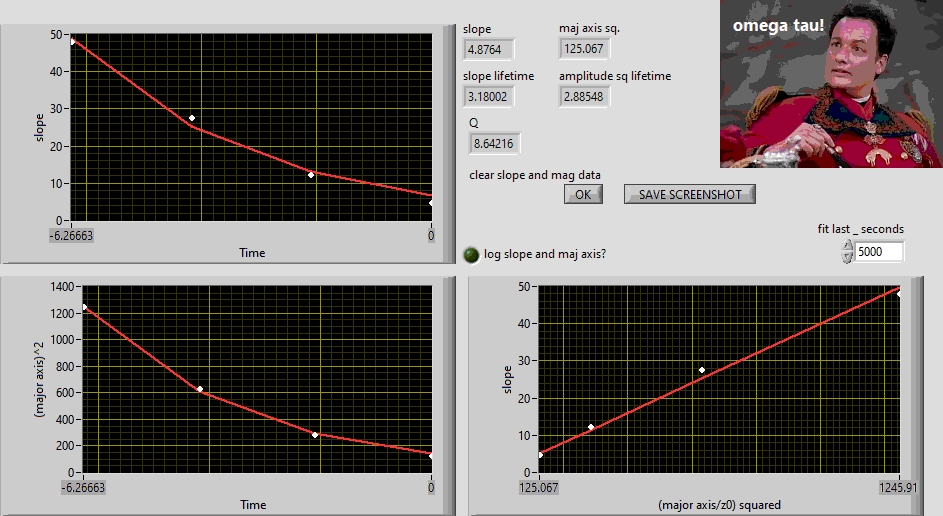 50
40
30
20
10
0
slope
-6.26663
0
Time
slope
4.8764
maj axis sq.
125.067
slope lifetime
3.18002
amplitude sq lifetime
2.88548
Q
8.64216
clear slope and mag data
OK
SAVE SCREENSHOT
omega tau!
log slope and maj axis?
fit last _ seconds
5000
1400
1200
1000
800
600
400
200
0
(major axis)^2
-6.26663
0
Time
50
40
30
20
10
0
slope
125.067
1245.91
(major axis/z0) squared